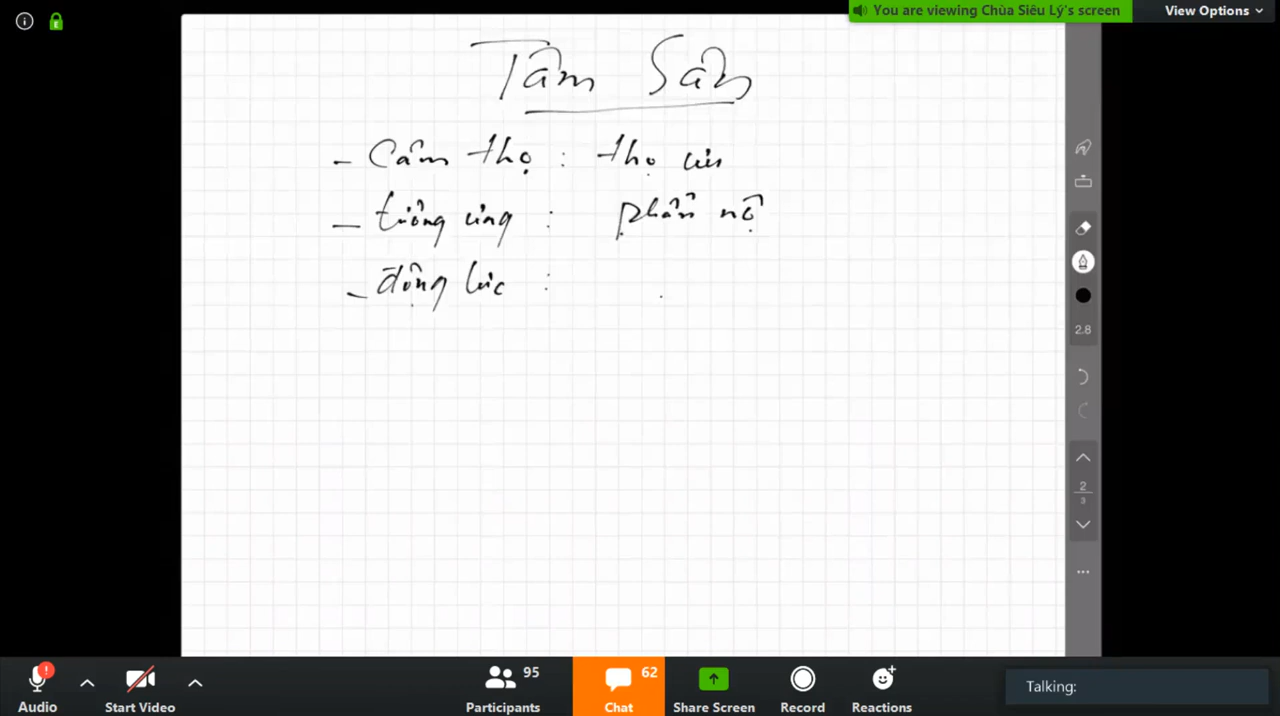 You are viewing Chùa Siêu Lý's screen
View Options
Tâm Sân
- Cảm thọ : thọ ưu
- tương ưng : phẫn nộ
- động lực :
2.8
2
3
95
62
Audio
Start Video
Participants
Chat
Share Screen
Record
Reactions
Talking: